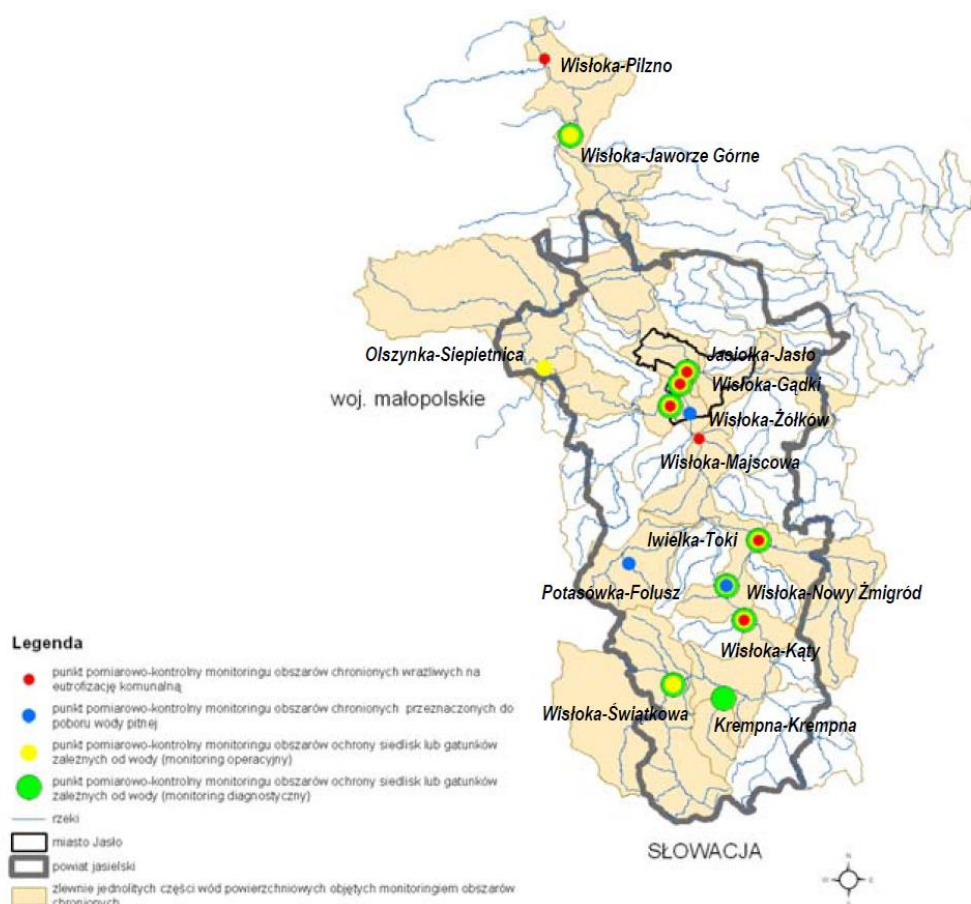 Wisłoka-Pilzno
Wisłoka-Jaworze Górne
Olszynka-Siepietnica
Jasiołka-Jasło
Wisłoka-Gądki
woj. małopolskie
Wisłoka-Żółków
Wisłoka-Majscowa
Iwielka-Toki
Potasówka-Folusz
Wisłoka-Nowy Żmigród
Wisłoka-Kąty
Wisłoka-Świątkowa
Krempna-Krempna
SŁOWACJA
Legenda
punkt pomiarowo-kontrolny monitoringu obszarów chronionych wrażliwych na
eutrofizację komunalną
punkt pomiarowo-kontrolny monitoringu obszarów chronionych przeznaczonych do
poboru wody pitnej
punkt pomiarowo-kontrolny monitoringu obszarów ochrony siedlisk lub gatunków
zależnych od wody (monitoring operacyjny)
punkt pomiarowo-kontrolny monitoringu obszarów ochrony siedlisk lub gatunków
zależnych od wody (monitoring diagnostyczny)
rzeki
miasto Jasło
powiat jasielski
zlewnie jednolitych części wód powierzchniowych objętych monitoringiem obszarów
chronionych